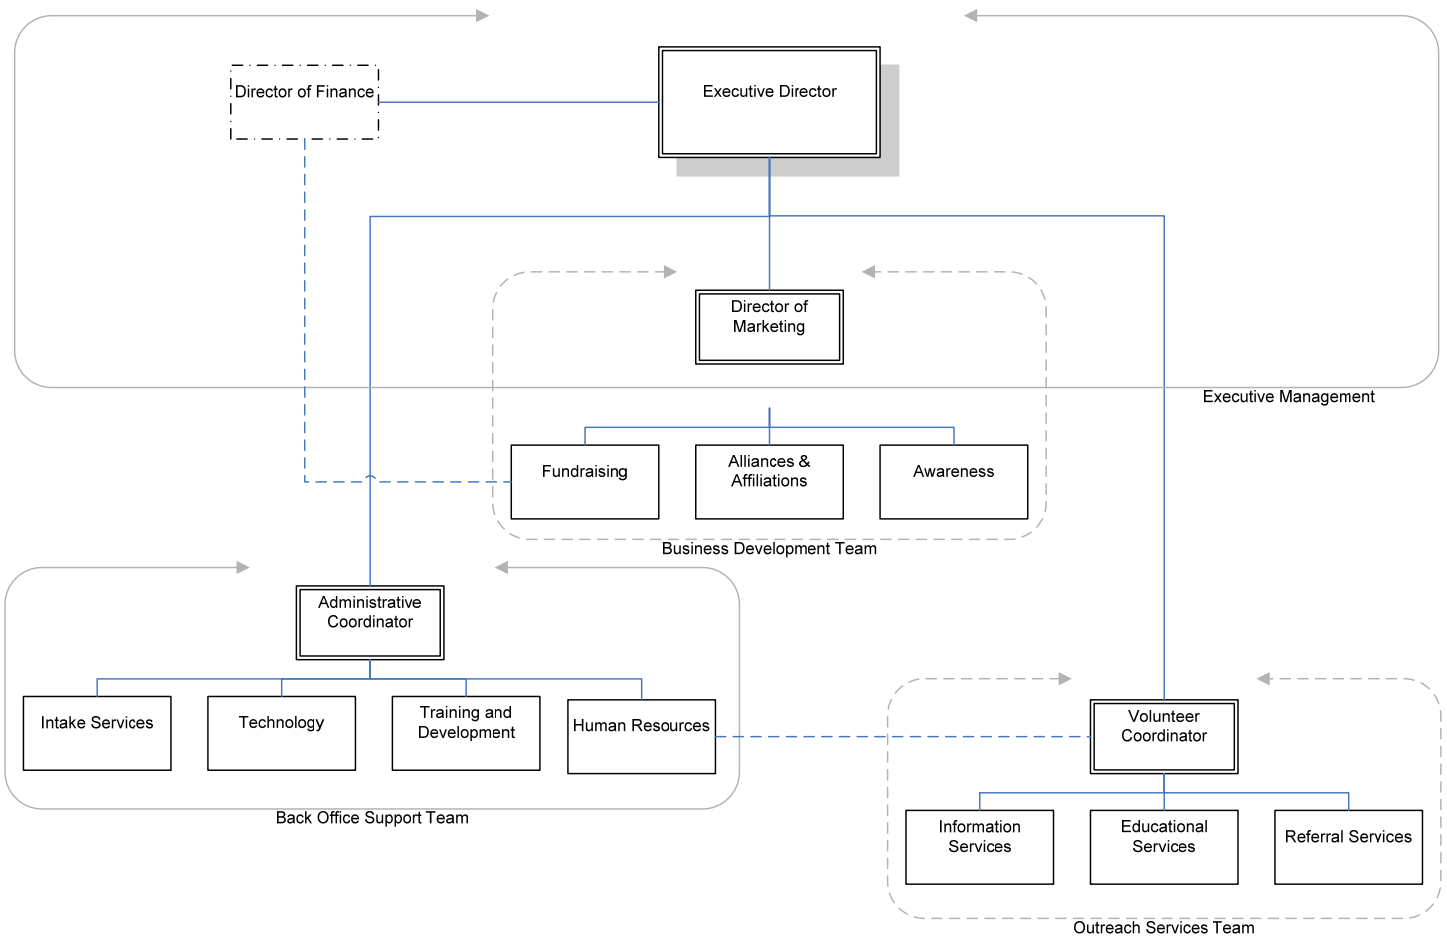 Director of Finance
Executive Director
Director of
Marketing
Executive Management
Fundraising
Alliances &
Affiliations
Awareness
Business Development Team
Administrative
Coordinator
Intake Services
Technology
Training and
Development
Human Resources
Back Office Support Team
Volunteer
Coordinator
Information
Services
Educational
Services
Referral Services
Outreach Services Team